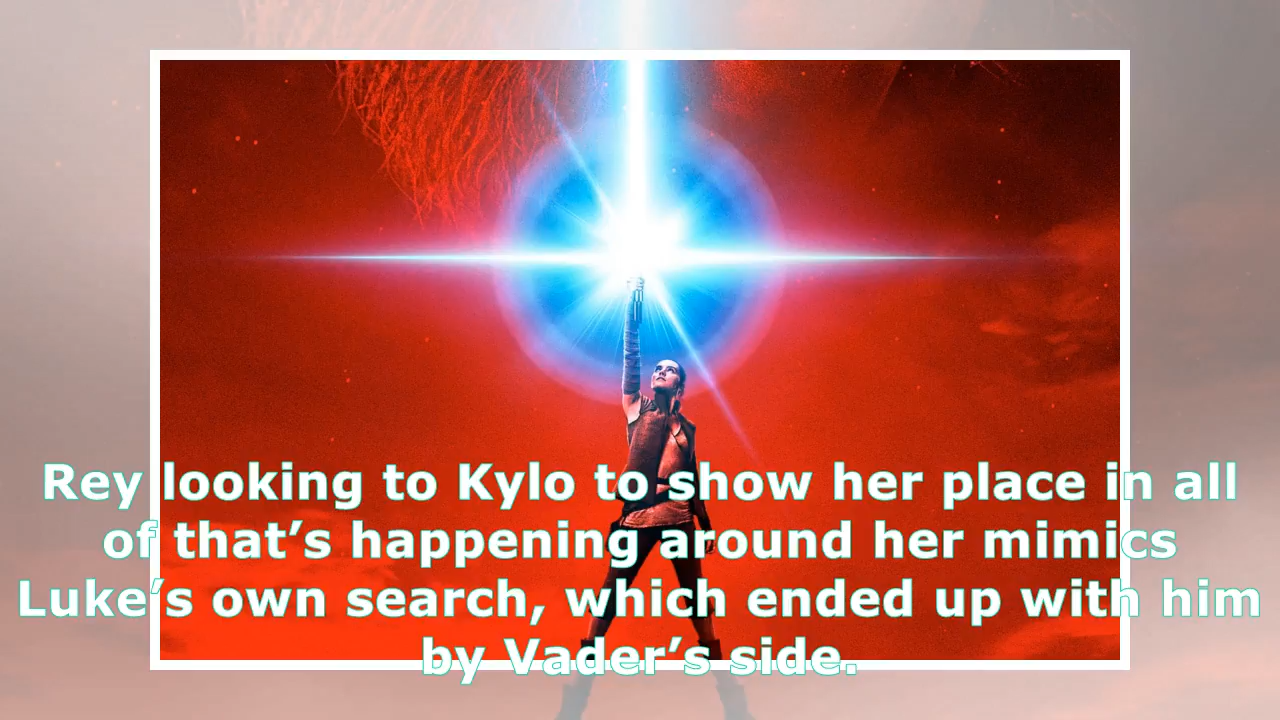 Rey looking to Kylo to show her place in all
of that’s happening around her mimics
Luke’s own search, which ended up with him
by Vader’s side.